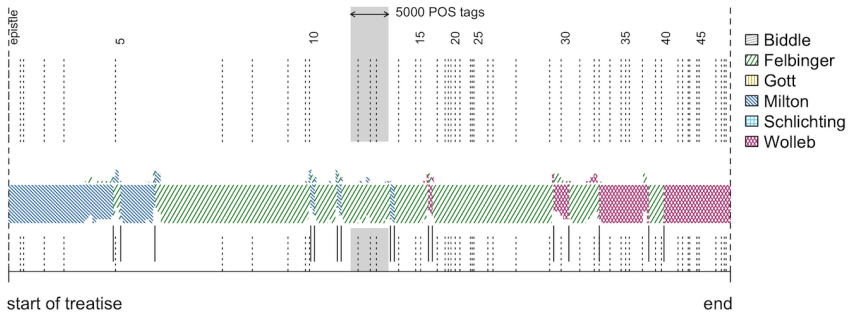 5000 POS tags
epistle
5
10
15
20
25
30
35
40
45
Biddle
Felbinger
Gott
Milton
Schlichting
Wolleb
start of treatise
end